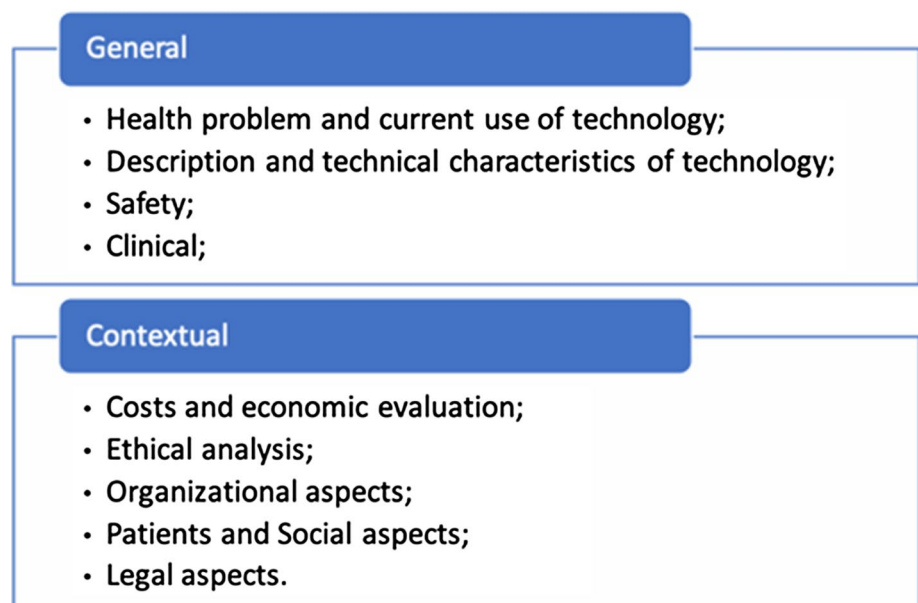 General
• Health problem and current use of technology;
• Description and technical characteristics of technology;
• Safety;
• Clinical;
Contextual
• Costs and economic evaluation;
• Ethical analysis;
• Organizational aspects;
• Patients and Social aspects;
• Legal aspects.